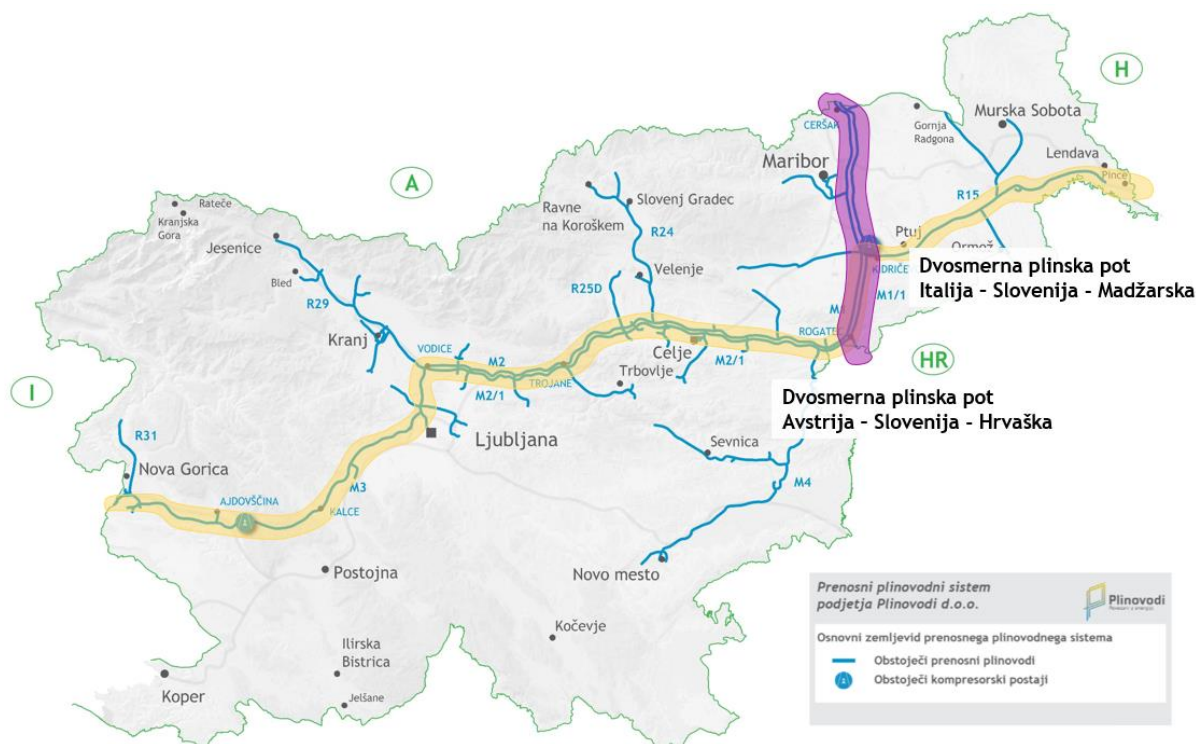 H
Murska Sobota
Gornja
Radgona
CERŠAK
Maribor
Lendava
Pince
A
R15
Ravne
na Koroškem
Slovenj Gradec
Rateče
Kranjska
Gora
Jesenice
R24
Ptuj
Ormož
Bled
Velenje
R25D
KIDRIČE
Dvosmerna plinska pot
Italija - Slovenija - Madžarska
M1/1
R29
Kranj
VODICE
M2
ROGATEC
Celje
M2/1
HR
TROJANE
Trbovlje
M2/1
I
Dvosmerna plinska pot
Avstrija - Slovenija - Hrvaška
R31
Ljubljana
Sevnica
Nova Gorica
M3
M4
AJDOVŠČINA
KALCE
Postojna
Novo mesto
Kočevje
Ilirska
Bistrica
Koper
Jelšane
Prenosni plinovodni sistem
podjetja Plinovodi d.o.o.
Plinovodi
Osnovni zemljevid prenosnega plinovodnega sistema
Obstoječi prenosni plinovodi
Obstoječi kompresorski postaji